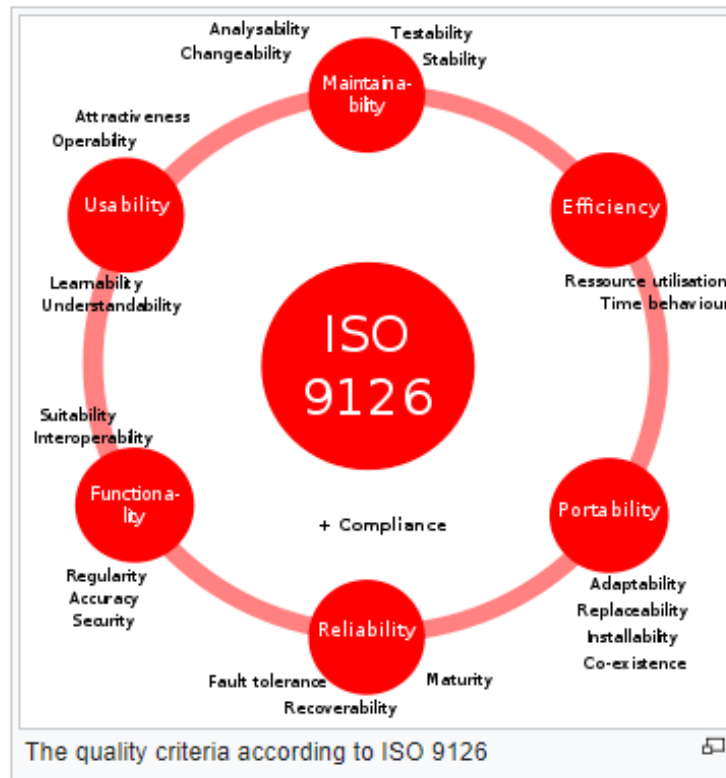 Analysability
Changeability
Testability
Stability
Maintaina-
bility
Attractiveness
Operability
Usability
Efficiency
Learnability
Understandability
Ressource utilisation
Time behaviour
ISO
9126
Suitability
Interoperability
Functiona-
lity
Portability
+ Compliance
Regularity
Accuracy
Security
Adaptability
Replaceability
Installability
Co-existence
Reliability
Fault tolerance
Maturity
Recoverability
The quality criteria according to ISO 9126